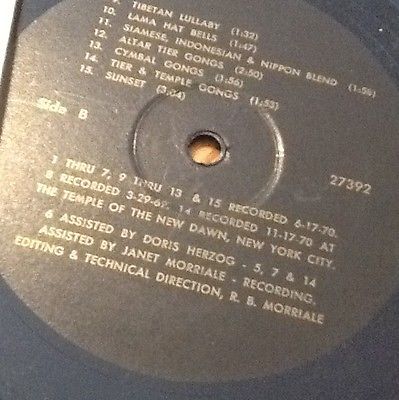 9. TIBETAN LULLABY (1:32)
10. LAMA HAT BELLS (1:47)
11. SIAMESE, INDONESIAN & NIPPON BLEND (1:58)
12. ALTAR TIER GONGS (2:50)
13. CYMBAL GONGS (1:56)
14. TIER & TEMPLE GONGS (1:53)
15. SUNSET (3:04)
Side B
27392
1 THRU 7, 9 THRU 13 & 15 RECORDED 6-17-70.
8 RECORDED 3-29-69. 14 RECORDED 11-17-70 AT
THE TEMPLE OF THE NEW DAWN, NEW YORK CITY.
6 ASSISTED BY DORIS HERZOG - 5, 7 & 14
ASSISTED BY JANET MORRIALE - RECORDING.
EDITING & TECHNICAL DIRECTION, R. B. MORRIALE